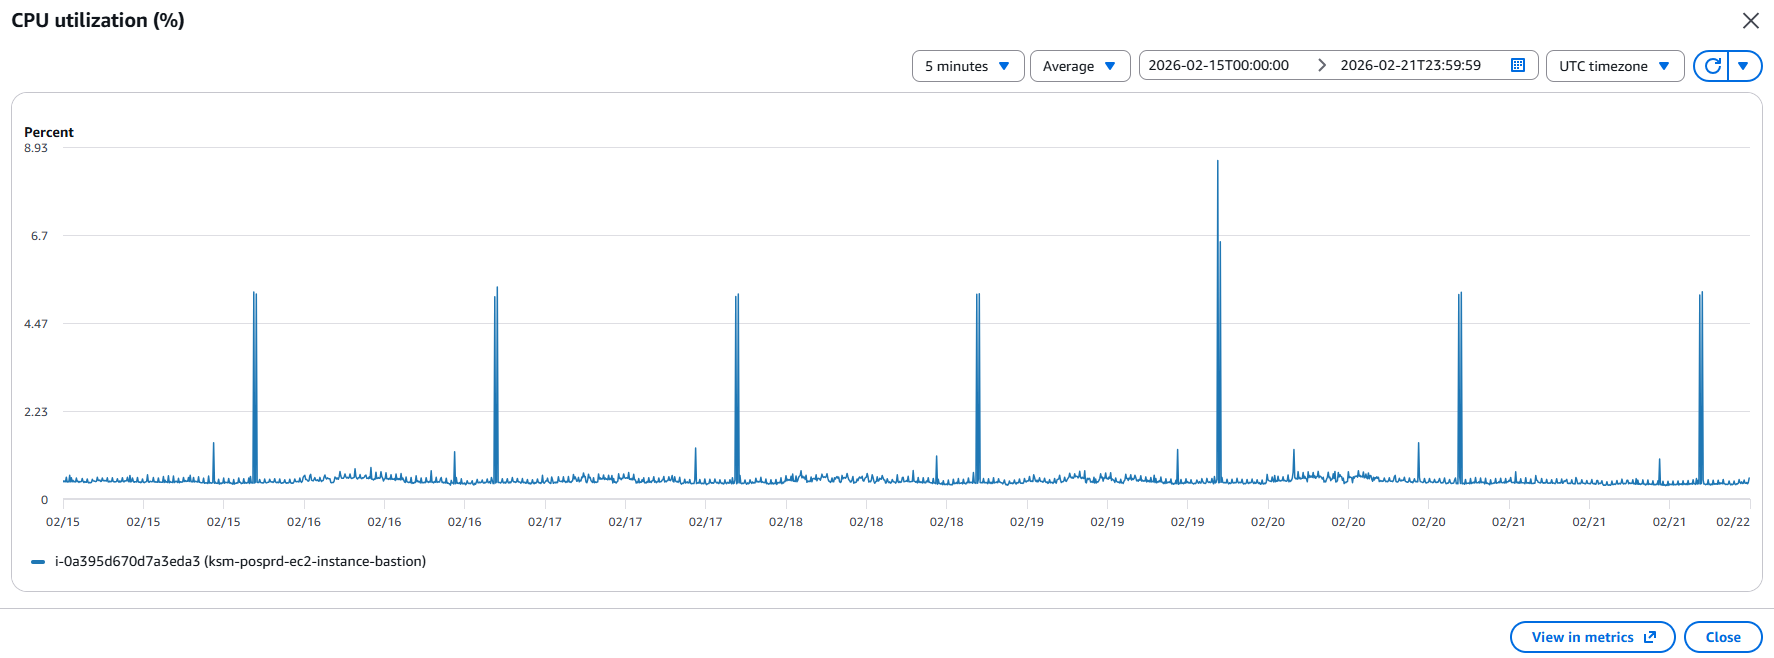 CPU utilization (%)
5 minutes Average 2026-02-15T00:00:00 2026-02-21T23:59:59 UTC timezone
Percent
8.93
6.7
4.47
2.23
0
02/15 02/15 02/15 02/16 02/16 02/16 02/17 02/17 02/17 02/18 02/18 02/18 02/19 02/19 02/19 02/20 02/20 02/20 02/21 02/21 02/21 02/22
i-0a395d670d7a3eda3 (ksm-posprd-ec2-instance-bastion)
View in metrics Close